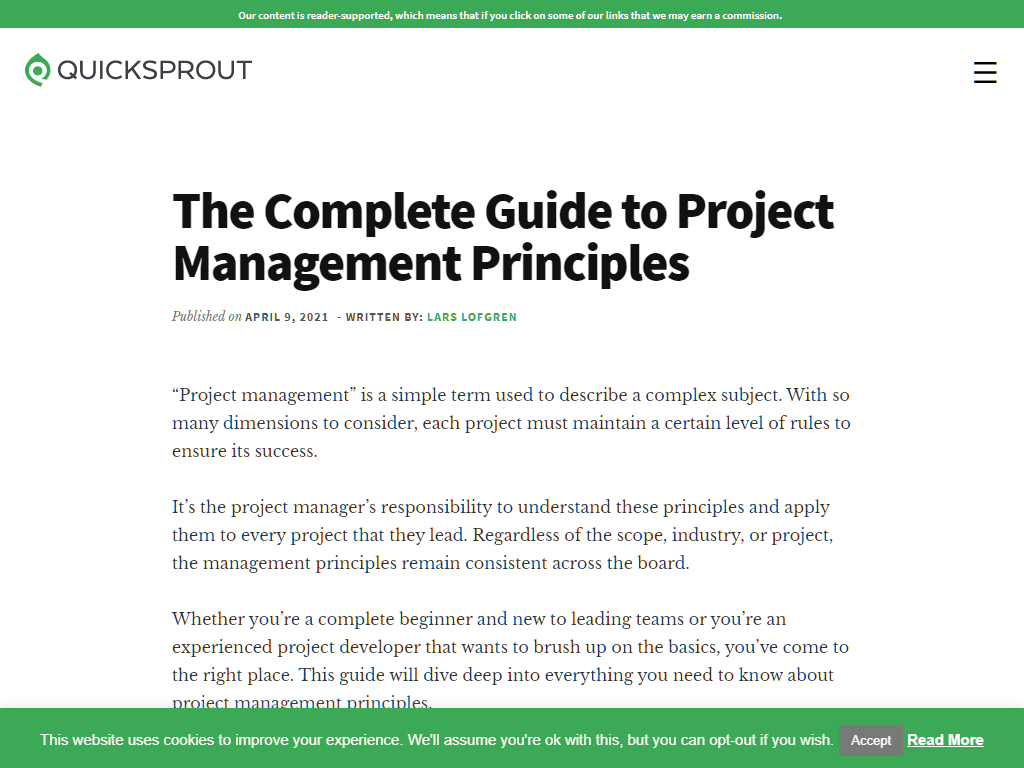 Our content is reader-supported, which means that if you click on some of our links that we may earn a commission.
QUICKSPROUT
The Complete Guide to Project
Management Principles
Published on APRIL 9, 2021 - WRITTEN BY: LARS LOFGREN
“Project management” is a simple term used to describe a complex subject. With so
many dimensions to consider, each project must maintain a certain level of rules to
ensure its success.
It’s the project manager’s responsibility to understand these principles and apply
them to every project that they lead. Regardless of the scope, industry, or project,
the management principles remain consistent across the board.
Whether you’re a complete beginner and new to leading teams or you’re an
experienced project developer that wants to brush up on the basics, you’ve come to
the right place. This guide will dive deep into everything you need to know about
project management principles.
This website uses cookies to improve your experience. We'll assume you're ok with this, but you can opt-out if you wish. Accept Read More